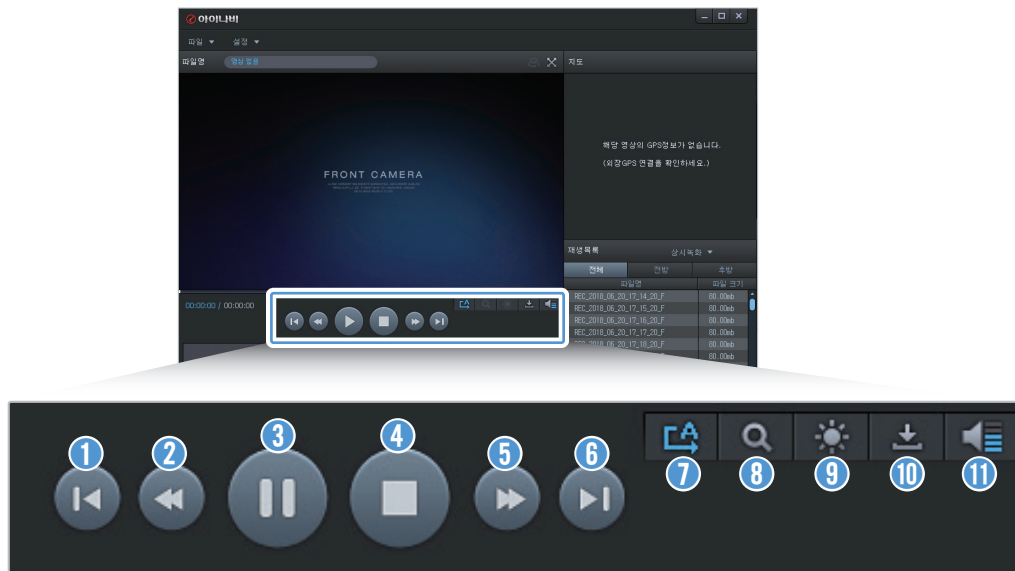 아이나비
파일 설정
파일명 영상 없음 지도
해당 영상의 GPS정보가 없습니다.
(외장GPS 연결을 확인하세요.)
FRONT CAMERA
재생목록 상시녹화
전체 전방 후방
파일명 파일 크기
00:00:00 / 00:00:00
REC_2018_06_20_17_14_20_F 80.00mb
REC_2018_06_20_17_15_20_F 80.00mb
REC_2018_06_20_17_16_20_F 80.00mb
REC_2018_06_20_17_17_20_F 80.00mb
REC_2018_06_20_17_18_20_F 80.00mb
80.00mb
A
1 2 3 4 5 6
7 8 9 10 11